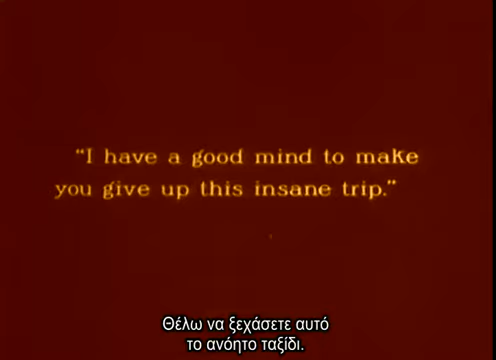 “I have a good mind to make
you give up this insane trip.”
Θέλω να ξεχάσετε αυτό
το ανόητο ταξίδι.